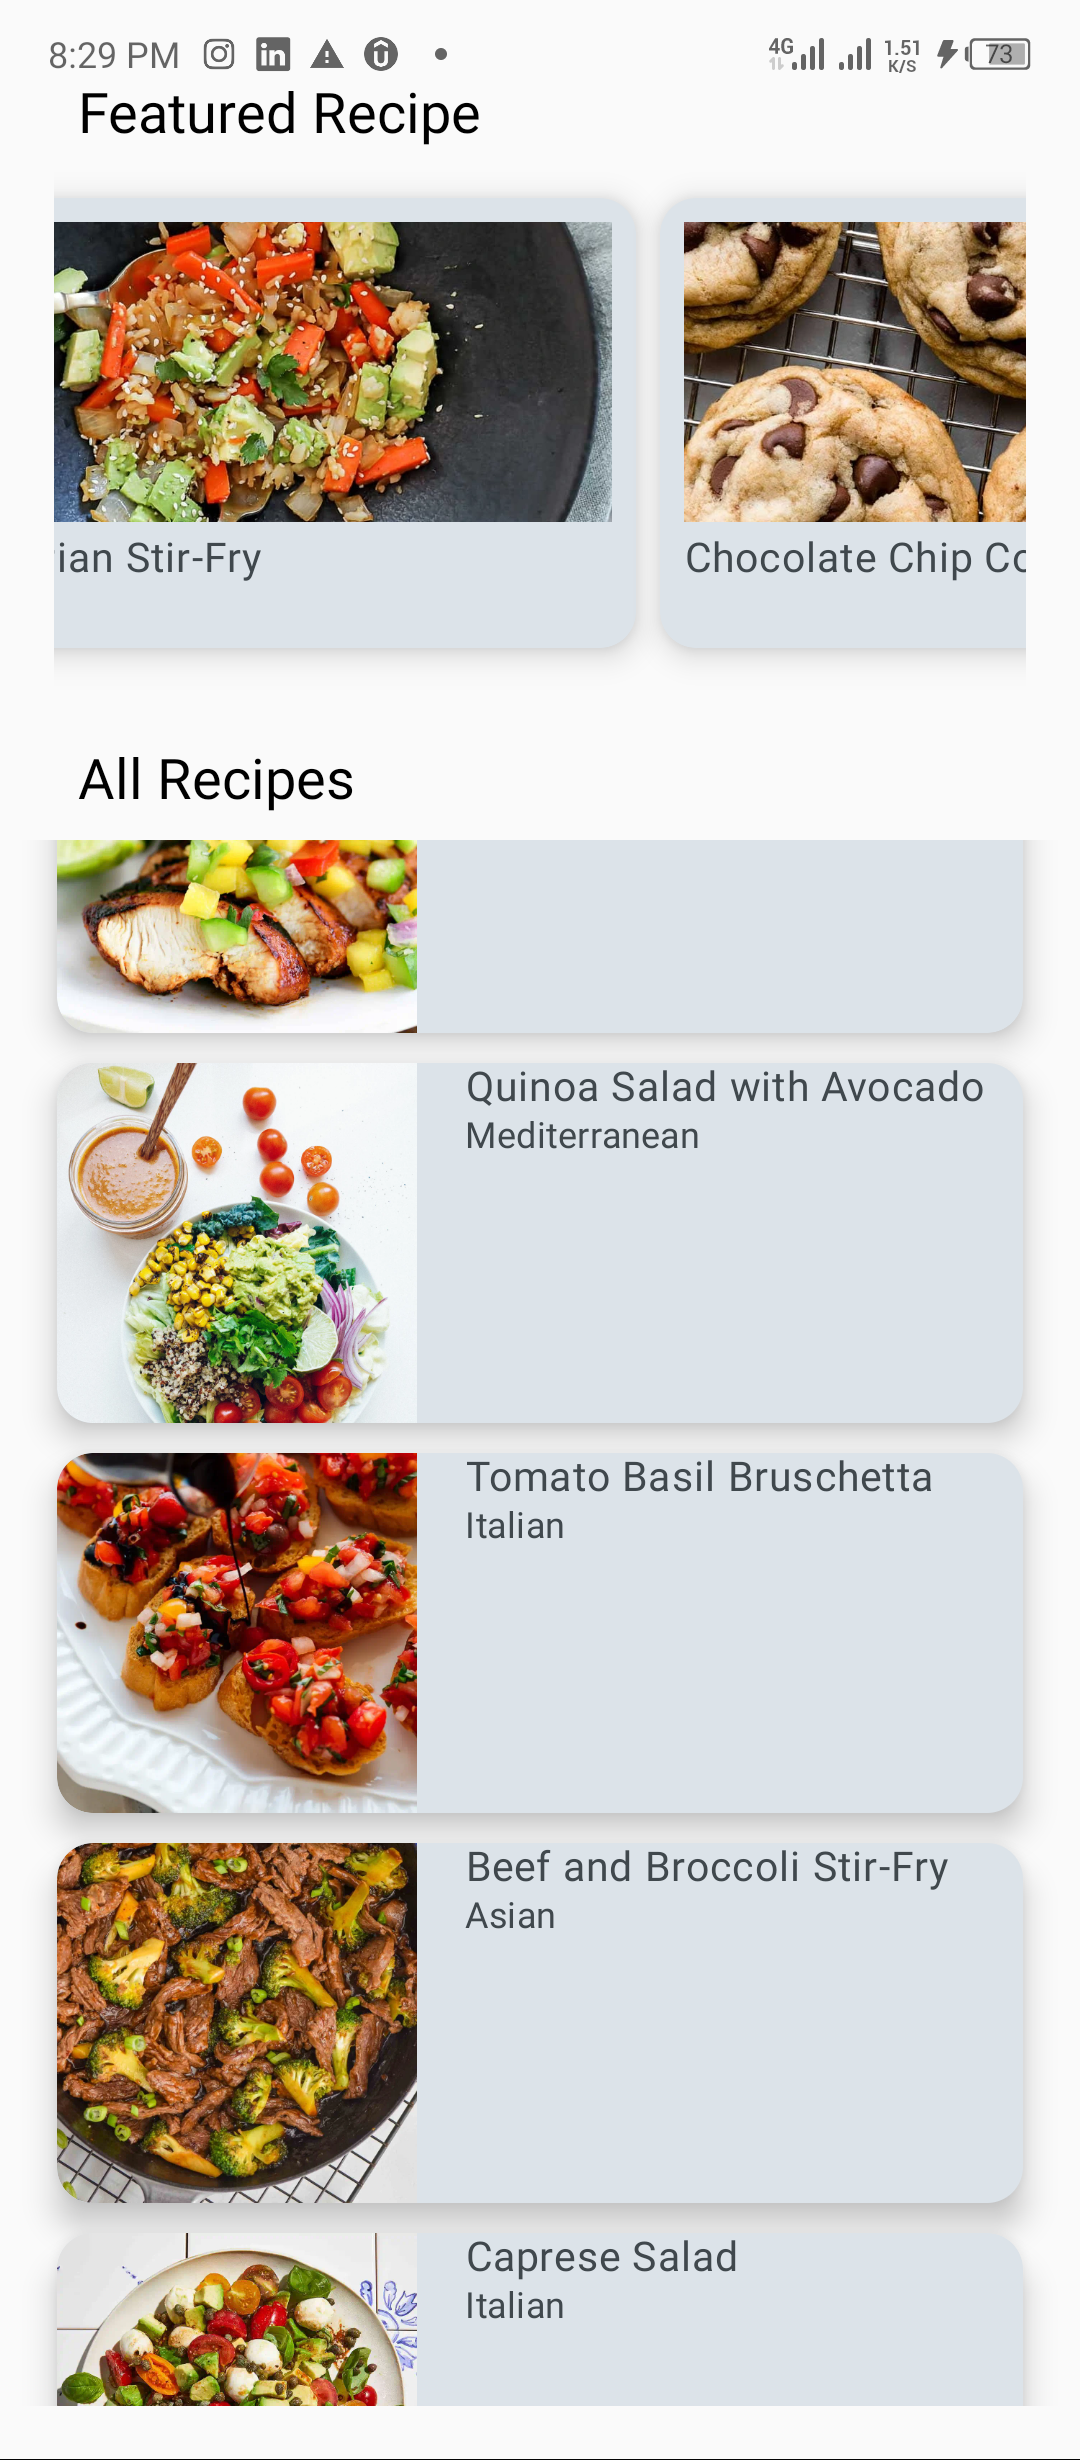 8:29 PM
4G
1.51
K/S
73
Featured Recipe
ian Stir-Fry
Chocolate Chip Co
All Recipes
Quinoa Salad with Avocado
Mediterranean
Tomato Basil Bruschetta
Italian
Beef and Broccoli Stir-Fry
Asian
Caprese Salad
Italian